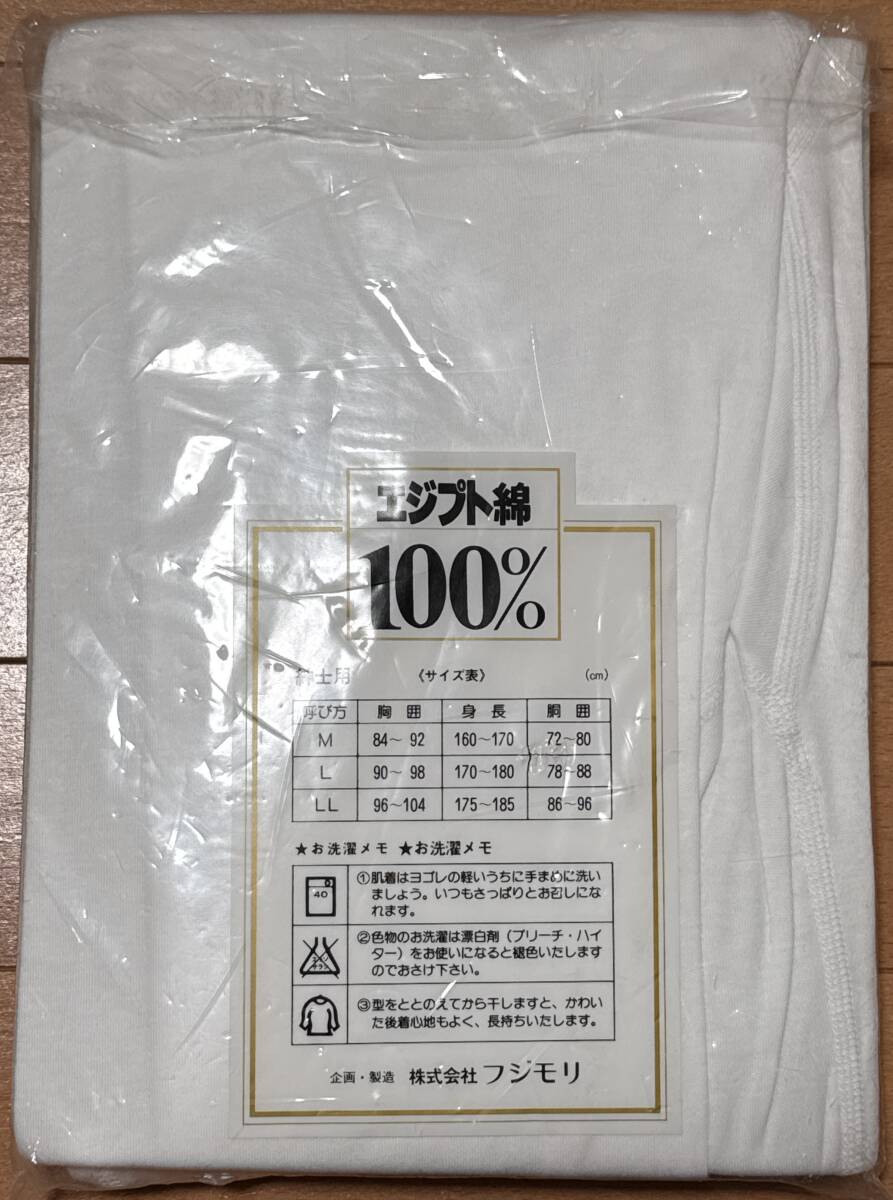 エジプト綿
100%
紳士用 〈サイズ表〉 (cm)
呼び方 胸囲 身長 胴囲
M 84〜92 160〜170 72〜80
L 90〜98 170〜180 78〜88
LL 96〜104 175〜185 86〜96
★お洗濯メモ ★お洗濯メモ
40
①肌着はヨゴレの軽いうちに手まめに洗い
ましょう。いつもさっぱりとお召しにな
れます。
②色物のお洗濯は漂白剤（ブリーチ・ハイ
ター）をお使いになると褪色いたします
のでおさけ下さい。
③型をととのえてから干しますと、かわい
た後着心地もよく、長持ちいたします。
企画・製造 株式会社フジモリ